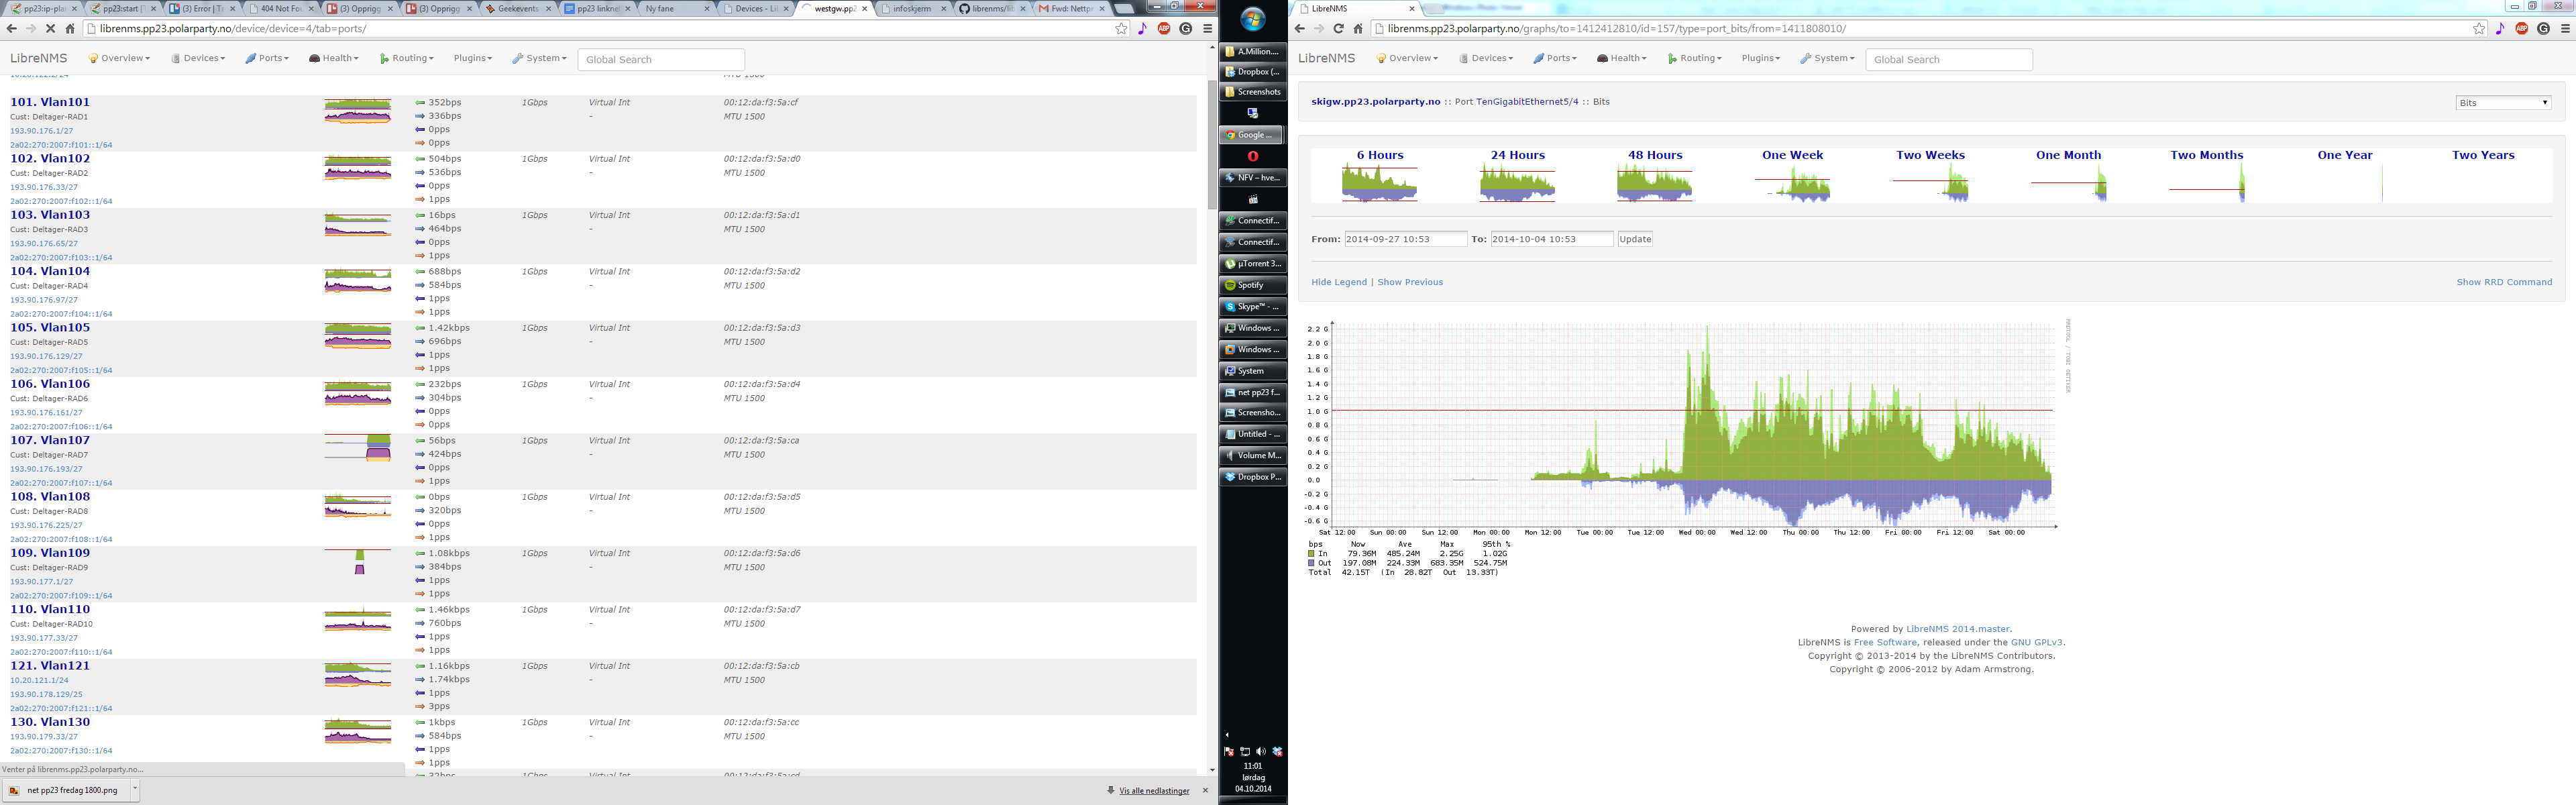 pp23:ip-pla
pp23:start [
(3) Error | Tr
404 Not Fou
(3) Opprigg
(3) Opprigg
Geekevents
pp23 linknet
Ny fane
Devices - Li
westgw.pp2
infoskjerm
librenms/lib
Fwd: Nettpr
librenms.pp23.polarparty.no/device/device=4/tab=ports/
LibreNMS Overview Devices Ports Health Routing Plugins System Global Search
10.20.122.1/24 MTU 1500
101. Vlan101 352bps 1Gbps Virtual Int 00:12:da:f3:5a:cf
Cust: Deltager-RAD1 336bps - MTU 1500
193.90.176.1/27 0pps
2a02:270:2007:f101::1/64 0pps
102. Vlan102 504bps 1Gbps Virtual Int 00:12:da:f3:5a:d0
Cust: Deltager-RAD2 536bps - MTU 1500
193.90.176.33/27 0pps
2a02:270:2007:f102::1/64 1pps
103. Vlan103 16bps 1Gbps Virtual Int 00:12:da:f3:5a:d1
Cust: Deltager-RAD3 464bps - MTU 1500
193.90.176.65/27 0pps
2a02:270:2007:f103::1/64 1pps
104. Vlan104 688bps 1Gbps Virtual Int 00:12:da:f3:5a:d2
Cust: Deltager-RAD4 584bps - MTU 1500
193.90.176.97/27 1pps
2a02:270:2007:f104::1/64 1pps
105. Vlan105 1.42kbps 1Gbps Virtual Int 00:12:da:f3:5a:d3
Cust: Deltager-RAD5 696bps - MTU 1500
193.90.176.129/27 1pps
2a02:270:2007:f105::1/64 1pps
106. Vlan106 232bps 1Gbps Virtual Int 00:12:da:f3:5a:d4
Cust: Deltager-RAD6 304bps - MTU 1500
193.90.176.161/27 0pps
2a02:270:2007:f106::1/64 0pps
107. Vlan107 56bps 1Gbps Virtual Int 00:12:da:f3:5a:ca
Cust: Deltager-RAD7 424bps - MTU 1500
193.90.176.193/27 0pps
2a02:270:2007:f107::1/64 1pps
108. Vlan108 0bps 1Gbps Virtual Int 00:12:da:f3:5a:d5
Cust: Deltager-RAD8 320bps - MTU 1500
193.90.176.225/27 0pps
2a02:270:2007:f108::1/64 1pps
109. Vlan109 1.08kbps 1Gbps Virtual Int 00:12:da:f3:5a:d6
Cust: Deltager-RAD9 384bps - MTU 1500
193.90.177.1/27 1pps
2a02:270:2007:f109::1/64 1pps
110. Vlan110 1.46kbps 1Gbps Virtual Int 00:12:da:f3:5a:d7
Cust: Deltager-RAD10 760bps - MTU 1500
193.90.177.33/27 1pps
2a02:270:2007:f110::1/64 1pps
121. Vlan121 1.16kbps 1Gbps Virtual Int 00:12:da:f3:5a:cb
10.20.121.1/24 1.74kbps - MTU 1500
193.90.178.129/25 1pps
2a02:270:2007:f121::1/64 3pps
130. Vlan130 1kbps 1Gbps Virtual Int 00:12:da:f3:5a:cc
193.90.179.33/27 584bps - MTU 1500
2a02:270:2007:f130::1/64 1pps
1pps
32bps 1Gbps Virtual Int 00:12:da:f3:5a:cd
Venter på librenms.pp23.polarparty.no...
net pp23 fredag 1800.png Vis alle nedlastinger
A.Million....
Dropbox (...
Screenshots
Google ...
NFV – hve...
Connectif...
Connectif...
µTorrent 3...
Spotify
Skype™ - ...
Windows ...
Windows ...
System
net pp23 f...
Screensho...
Untitled - ...
Volume M...
Dropbox P...
11:01
lørdag
04.10.2014
LibreNMS
librenms.pp23.polarparty.no/graphs/to=1412412810/id=157/type=port_bits/from=1411808010/
LibreNMS Overview Devices Ports Health Routing Plugins System Global Search
skigw.pp23.polarparty.no :: Port TenGigabitEthernet5/4 :: Bits Bits
6 Hours 24 Hours 48 Hours One Week Two Weeks One Month Two Months One Year Two Years
From: 2014-09-27 10:53 To: 2014-10-04 10:53 Update
Hide Legend | Show Previous Show RRD Command
RRDTOOL / TOBI OETIKER
2.2 G
2.0 G
1.8 G
1.6 G
1.4 G
1.2 G
1.0 G
0.8 G
0.6 G
0.4 G
0.2 G
0.0
-0.2 G
-0.4 G
-0.6 G
Sat 12:00 Sun 00:00 Sun 12:00 Mon 00:00 Mon 12:00 Tue 00:00 Tue 12:00 Wed 00:00 Wed 12:00 Thu 00:00 Thu 12:00 Fri 00:00 Fri 12:00 Sat 00:00
bps Now Ave Max 95th %
In 79.36M 485.24M 2.25G 1.02G
Out 197.08M 224.33M 683.35M 524.75M
Total 42.15T (In 28.82T Out 13.33T)
Powered by LibreNMS 2014.master.
LibreNMS is Free Software, released under the GNU GPLv3.
Copyright © 2013-2014 by the LibreNMS Contributors.
Copyright © 2006-2012 by Adam Armstrong.